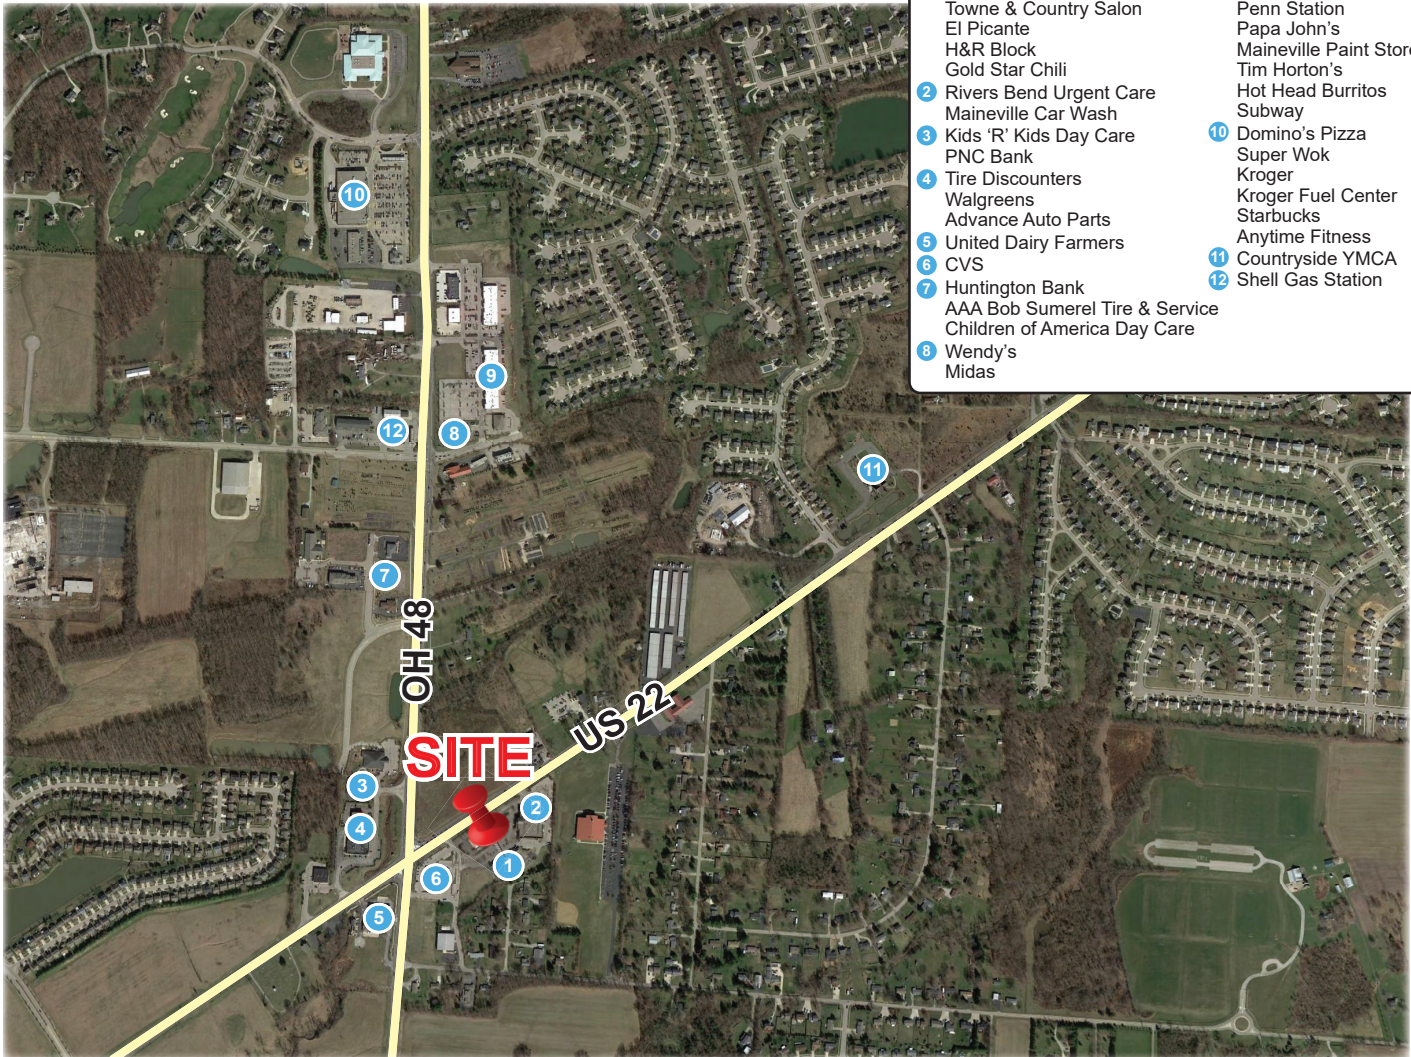 Towne & Country Salon
El Picante
H&R Block
Gold Star Chili
2 Rivers Bend Urgent Care
Maineville Car Wash
3 Kids ‘R’ Kids Day Care
PNC Bank
4 Tire Discounters
Walgreens
Advance Auto Parts
5 United Dairy Farmers
6 CVS
7 Huntington Bank
AAA Bob Sumerel Tire & Service
Children of America Day Care
8 Wendy’s
Midas
Penn Station
Papa John’s
Maineville Paint Store
Tim Horton’s
Hot Head Burritos
Subway
10 Domino’s Pizza
Super Wok
Kroger
Kroger Fuel Center
Starbucks
Anytime Fitness
11 Countryside YMCA
12 Shell Gas Station
10
9
12
8
11
7
OH 48
US 22
SITE
3
2
4
1
6
5